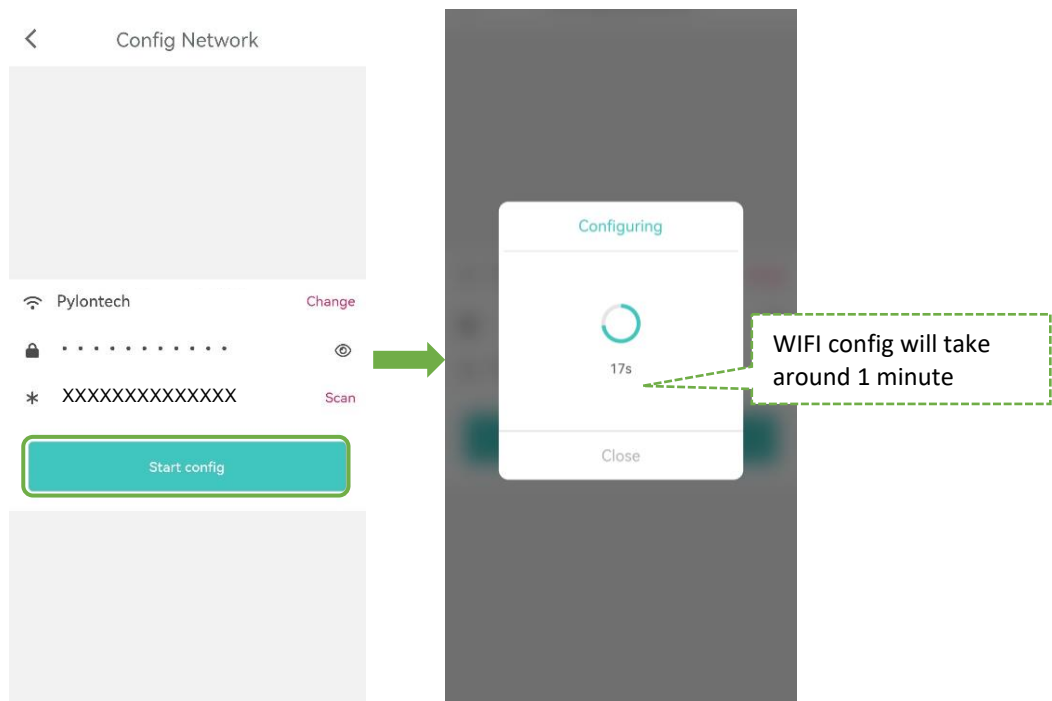 Config Network
Pylontech
Change
• • • • • • • • • • •
XXXXXXXXXXXXXX
Scan
Start config
Configuring
17s
Close
WIFI config will take
around 1 minute